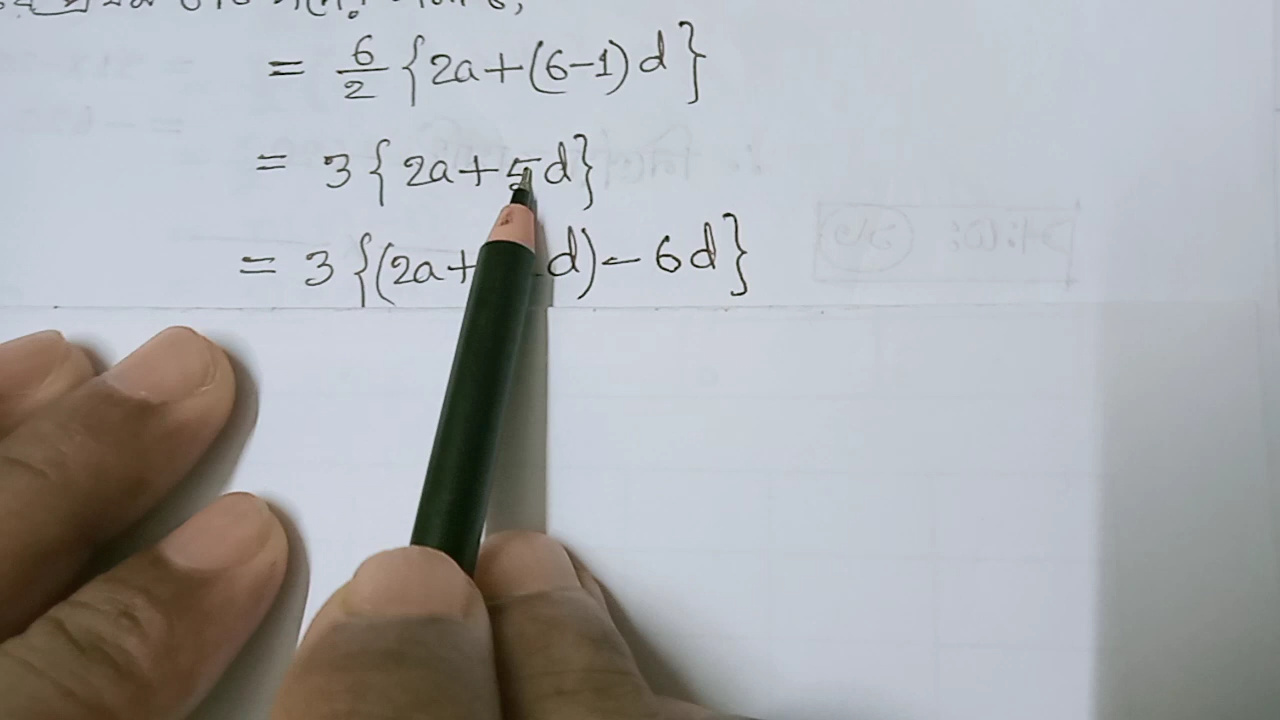 = 6/2 {2a+(6-1)d}
= 3{2a+5d}
= 3{(2a+ d)-6d}